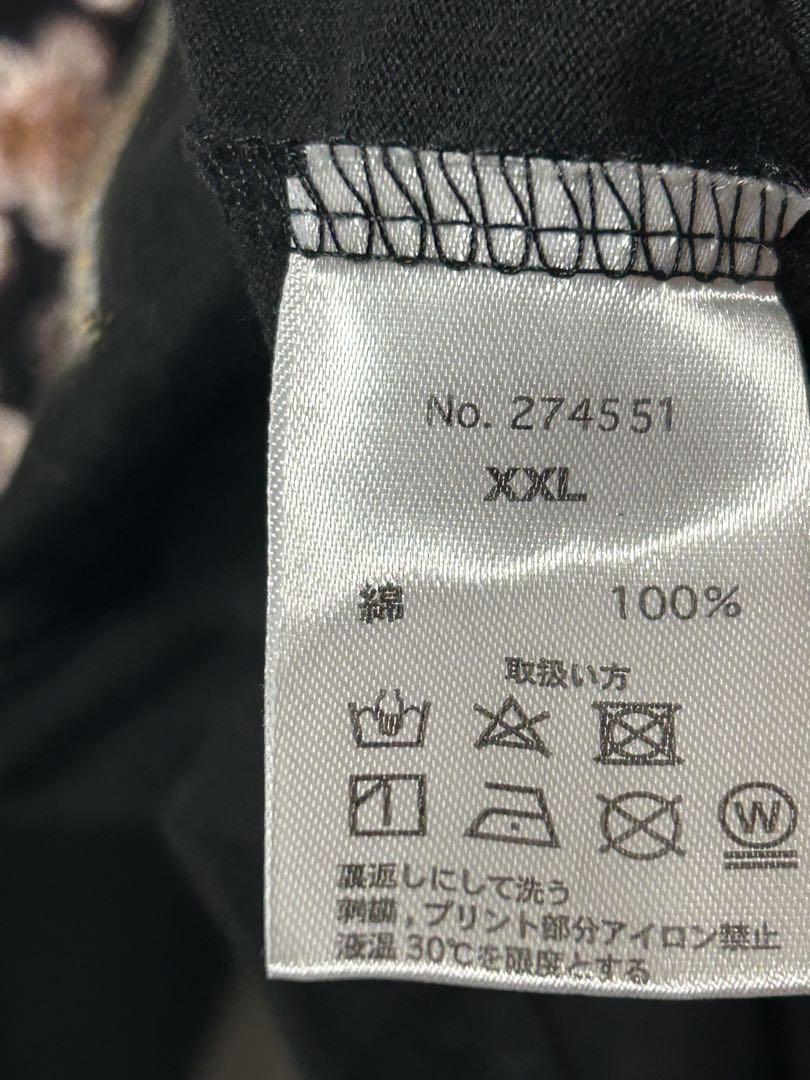 No. 274551
XXL
綿 100%
取扱い方
W
裏返しにして洗う
刺繍,プリント部分アイロン禁止
液温30℃を限度とする